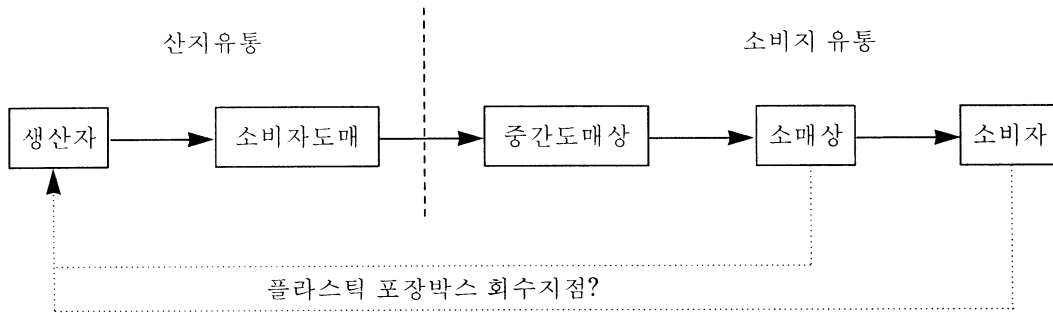 산지유통
소비지 유통
생산자
소비자도매
중간도매상
소매상
소비자
플라스틱 포장박스 회수지점?